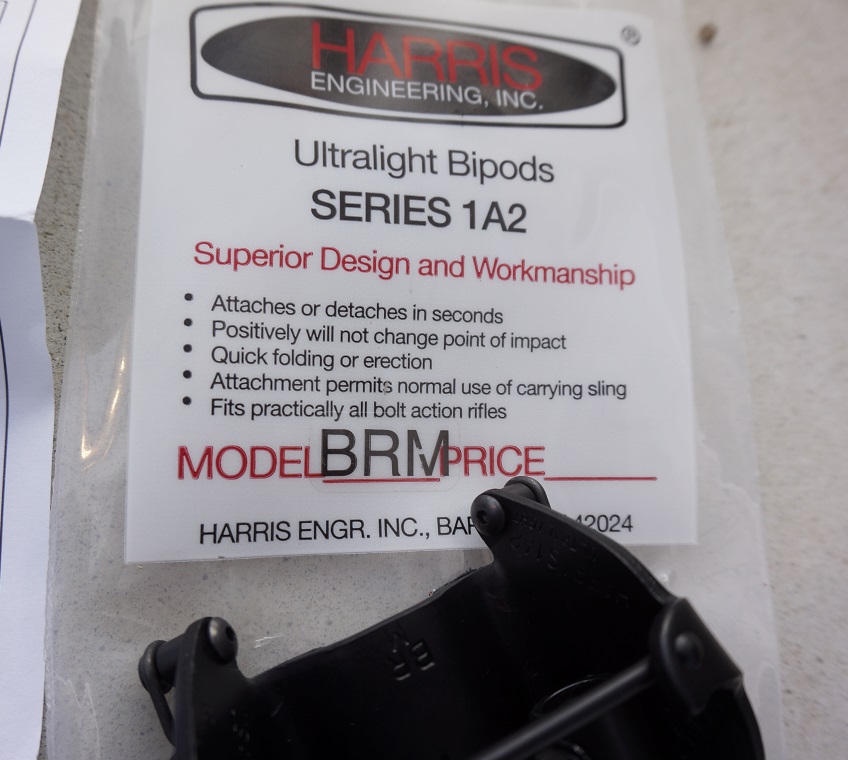 HARRIS ®
ENGINEERING, INC.
Ultralight Bipods
SERIES 1A2
Superior Design and Workmanship
• Attaches or detaches in seconds
• Positively will not change point of impact
• Quick folding or erection
• Attachment permits normal use of carrying sling
• Fits practically all bolt action rifles
MODEL BRM PRICE
HARRIS ENGR. INC., 42024